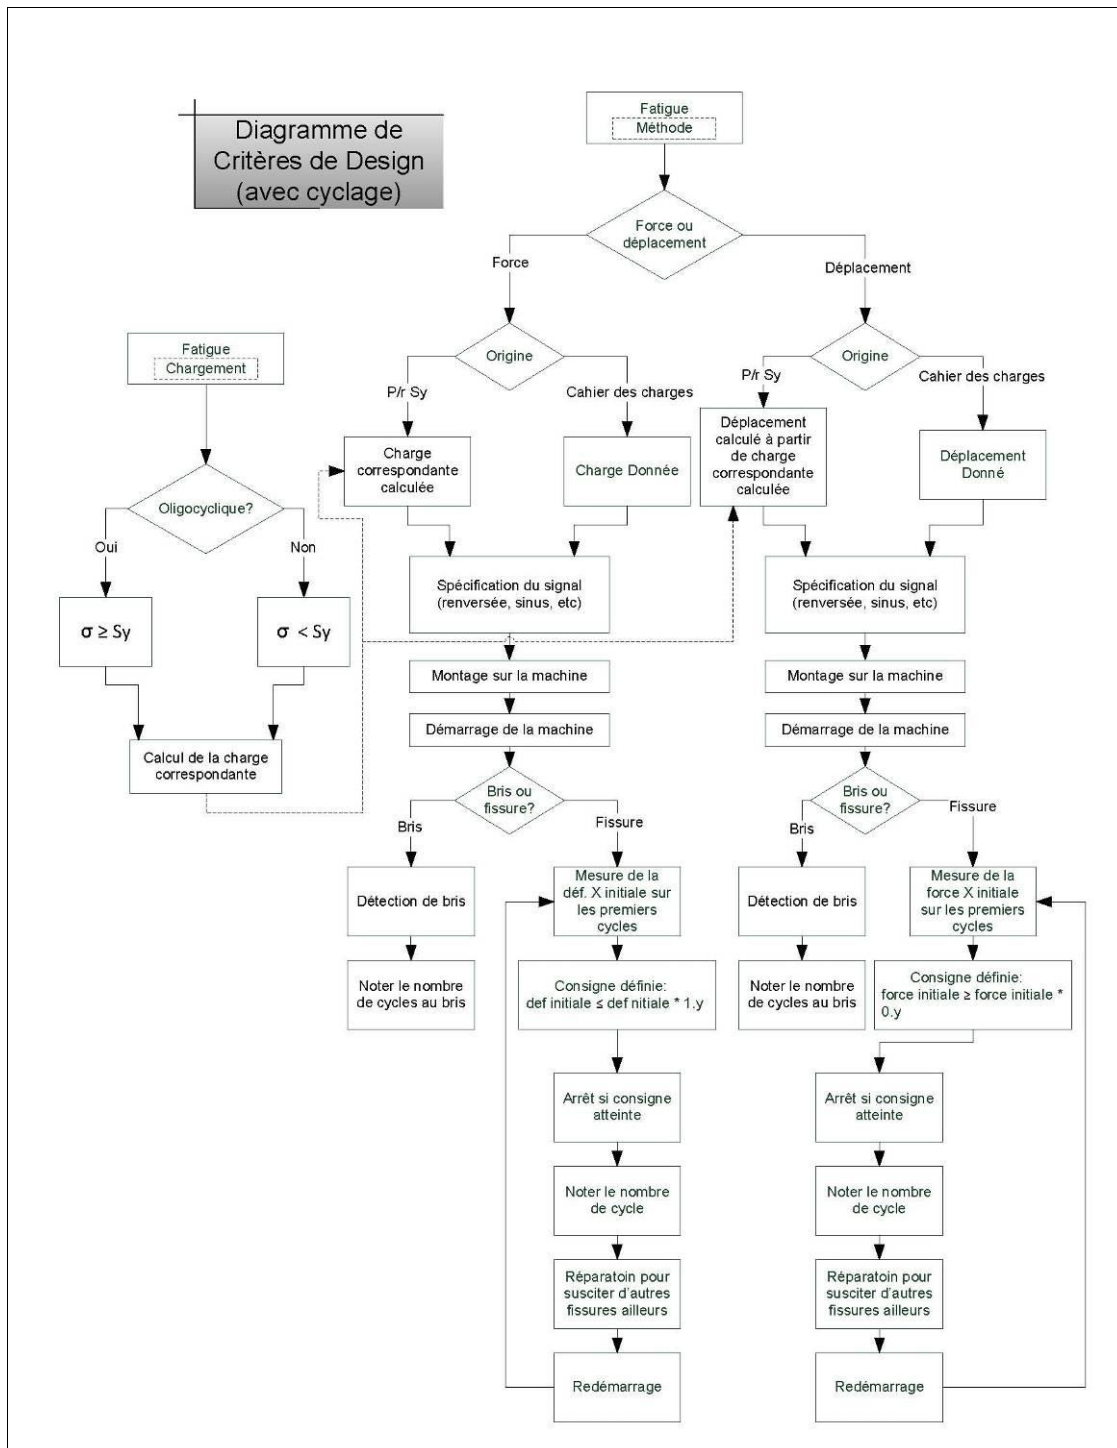 Diagramme de
Critères de Design
(avec cyclage)
Fatigue
Méthode
Force ou
déplacement
Force
Déplacement
Fatigue
Chargement
Origine
Origine
P/r Sy
Cahier des charges
P/r Sy
Cahier des charges
Charge
correspondante
calculée
Charge Donnée
Déplacement
calculé à partir
de charge
correspondante
calculée
Déplacement
Donné
Oligocyclique?
Oui
Non
σ ≥ Sy
σ < Sy
Calcul de la charge
correspondante
Spécification du signal
(renversée, sinus, etc)
Spécification du signal
(renversée, sinus, etc)
Montage sur la machine
Montage sur la machine
Démarrage de la machine
Démarrage de la machine
Bris ou
fissure?
Bris ou
fissure?
Bris
Fissure
Bris
Fissure
Détection de bris
Mesure de la
déf. X initiale sur
les premiers
cycles
Détection de bris
Mesure de la
force X initiale
sur les premiers
cycles
Noter le nombre
de cycles au bris
Consigne définie:
def initiale ≤ def nitiale * 1.y
Noter le nombre
de cycles au bris
Consigne définie:
force initiale ≥ force initiale *
0.y
Arrêt si consigne
atteinte
Arrêt si consigne
atteinte
Noter le nombre
de cycle
Noter le nombre
de cycle
Réparatoin pour
susciter d'autres
fissures ailleurs
Réparatoin pour
susciter d'autres
fissures ailleurs
Redémarrage
Redémarrage